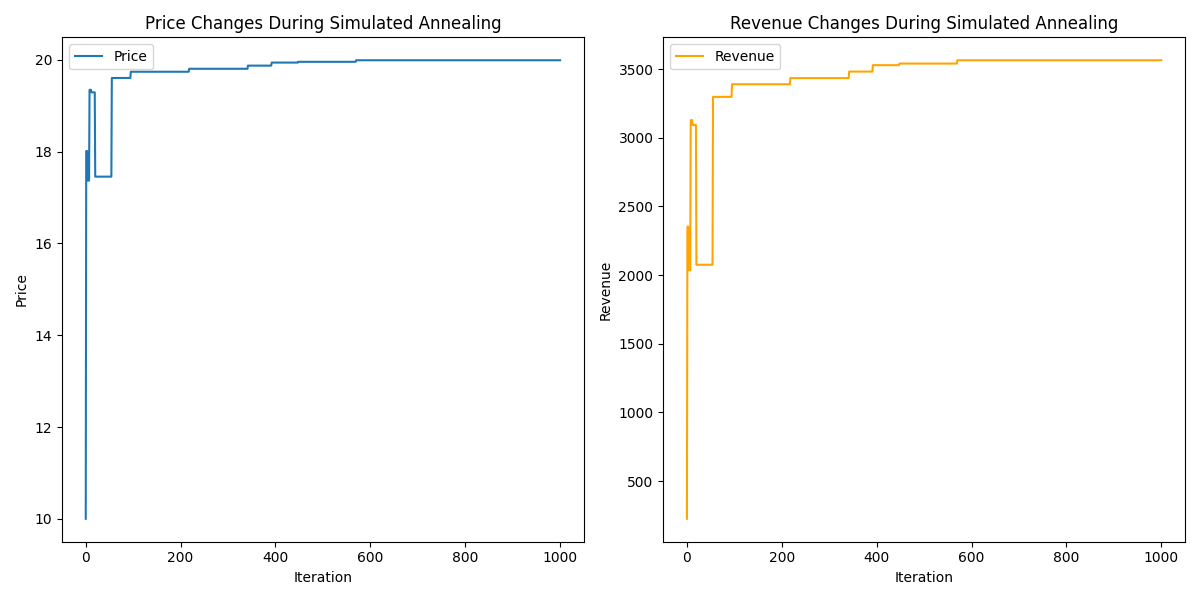 Price Changes During Simulated Annealing
Price
20
18
16
14
12
10
Price
0 200 400 600 800 1000
Iteration
Revenue Changes During Simulated Annealing
Revenue
3500
3000
2500
2000
1500
1000
500
Revenue
0 200 400 600 800 1000
Iteration